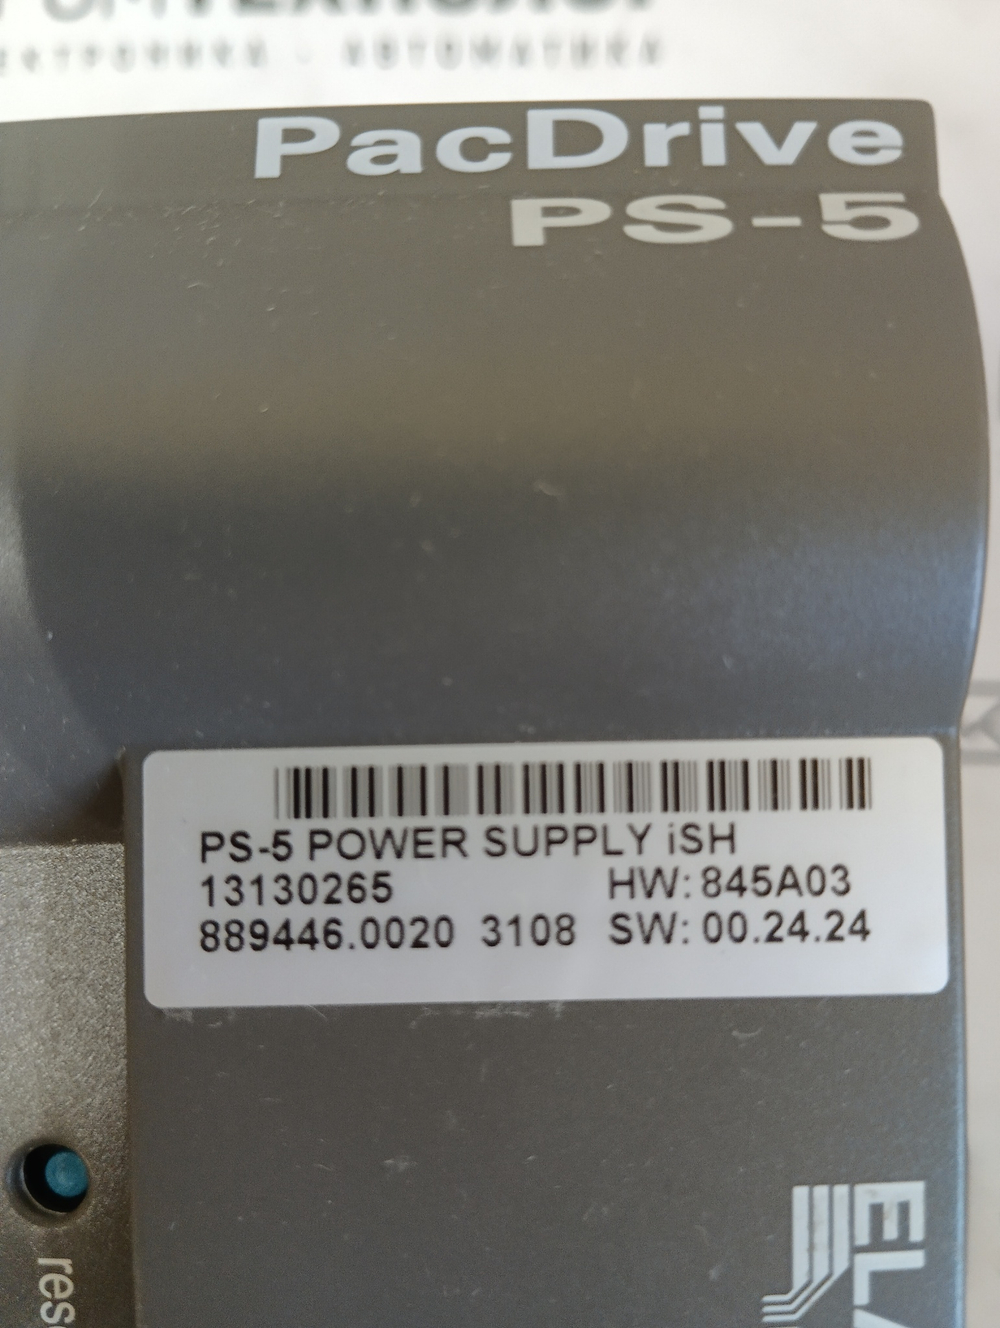 PacDrive
PS-5
PS-5 POWER SUPPLY iSH
13130265 HW: 845A03
889446.0020 3108 SW: 00.24.24